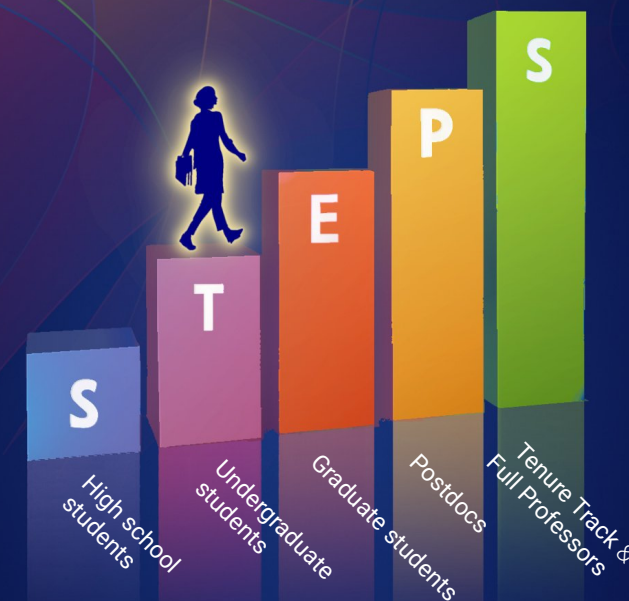 S
T
E
P
S
High school
students
Undergraduate
students
Graduate students
Postdocs
Tenure Track &
Full Professors